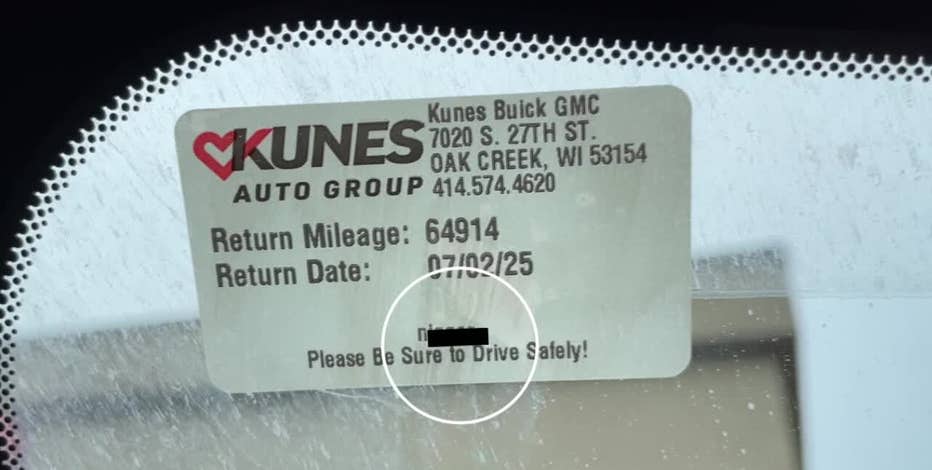 KUNES
AUTO GROUP
Kunes Buick GMC
7020 S. 27TH ST.
OAK CREEK, WI 53154
414.574.4620
Return Mileage: 64914
Return Date: 07/02/25
Please Be Sure to Drive Safely!